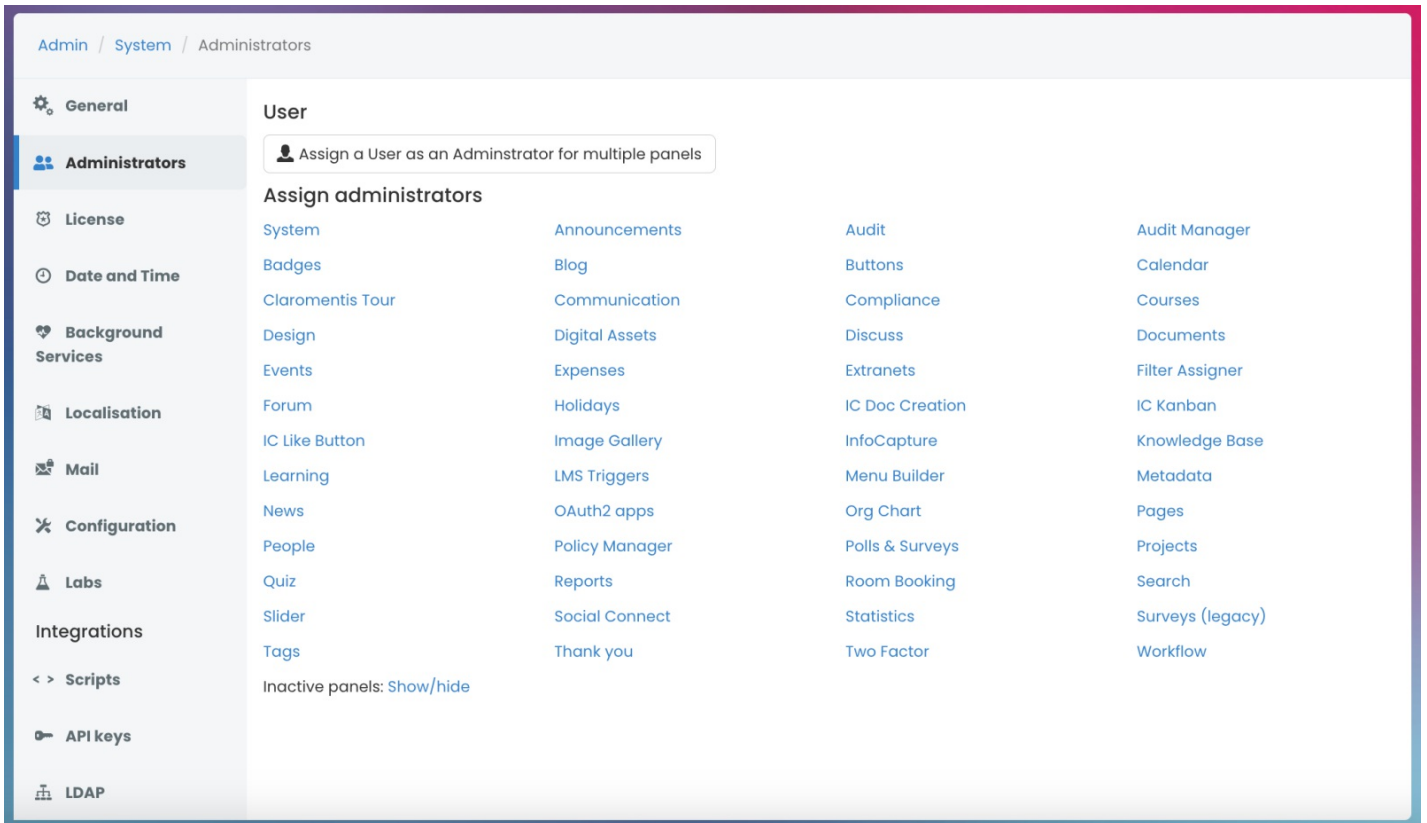 Admin / System / Administrators
General
Administrators
License
Date and Time
Background
Services
Localisation
Mail
Configuration
Labs
Integrations
Scripts
API keys
LDAP
User
Assign a User as an Adminstrator for multiple panels
Assign administrators
System Announcements Audit Audit Manager
Badges Blog Buttons Calendar
Claromentis Tour Communication Compliance Courses
Design Digital Assets Discuss Documents
Events Expenses Extranets Filter Assigner
Forum Holidays IC Doc Creation IC Kanban
IC Like Button Image Gallery InfoCapture Knowledge Base
Learning LMS Triggers Menu Builder Metadata
News OAuth2 apps Org Chart Pages
People Policy Manager Polls & Surveys Projects
Quiz Reports Room Booking Search
Slider Social Connect Statistics Surveys (legacy)
Tags Thank you Two Factor Workflow
Inactive panels: Show/hide